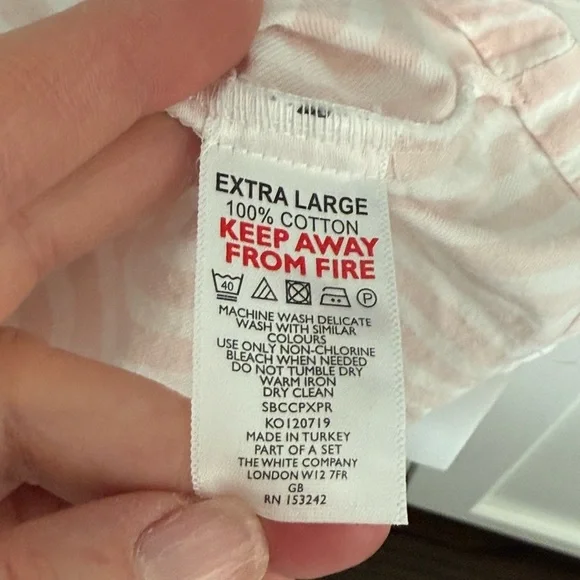 EXTRA LARGE
100% COTTON
KEEP AWAY
FROM FIRE
40 P
MACHINE WASH DELICATE
WASH WITH SIMILAR
COLOURS
USE ONLY NON-CHLORINE
BLEACH WHEN NEEDED
DO NOT TUMBLE DRY
WARM IRON
DRY CLEAN
SBCCPXPR
KO120719
MADE IN TURKEY
PART OF A SET
THE WHITE COMPANY
LONDON W12 7FR
GB
RN 153242